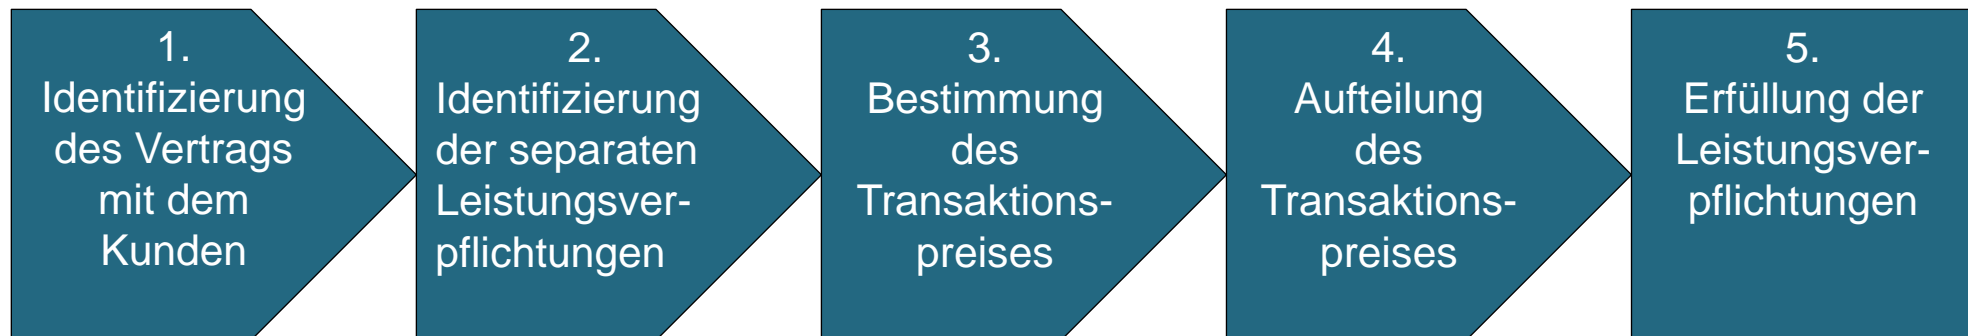 1.
Identifizierung
des Vertrags
mit dem
Kunden
2.
Identifizierung
der separaten
Leistungsver-
pflichtungen
3.
Bestimmung
des
Transaktions-
preises
4.
Aufteilung
des
Transaktions-
preises
5.
Erfüllung der
Leistungsver-
pflichtungen